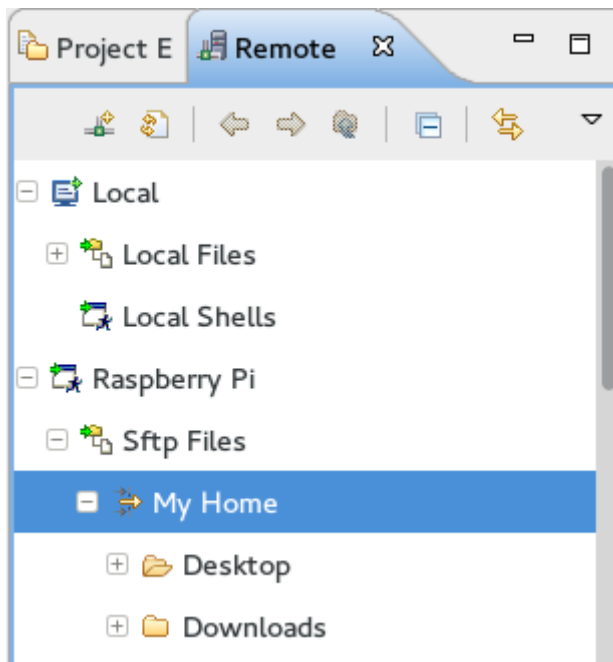 Project E Remote
Local
Local Files
Local Shells
Raspberry Pi
Sftp Files
My Home
Desktop
Downloads